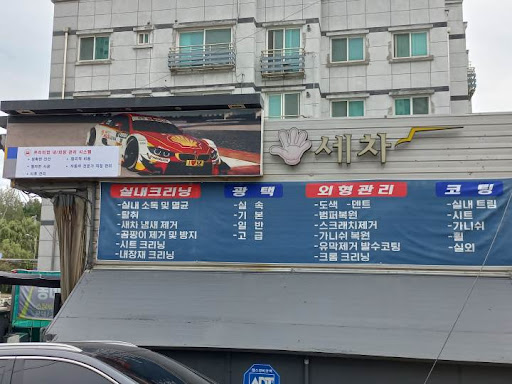 세차
실내크리닝
-실내 소독 및 멸균
-탈취
-새차 냄새 제거
-곰팡이 제거 및 방지
-시트 크리닝
-내장재 크리닝
광택
-실속
-기본
-일반
-고급
외형관리
-도색 -덴트
-범퍼복원
-스크래치제거
-가니쉬 복원
-유막제거 발수코팅
-크롬 크리닝
코팅
-실내트림
-시트
-가니쉬
-휠
-실외
ADT